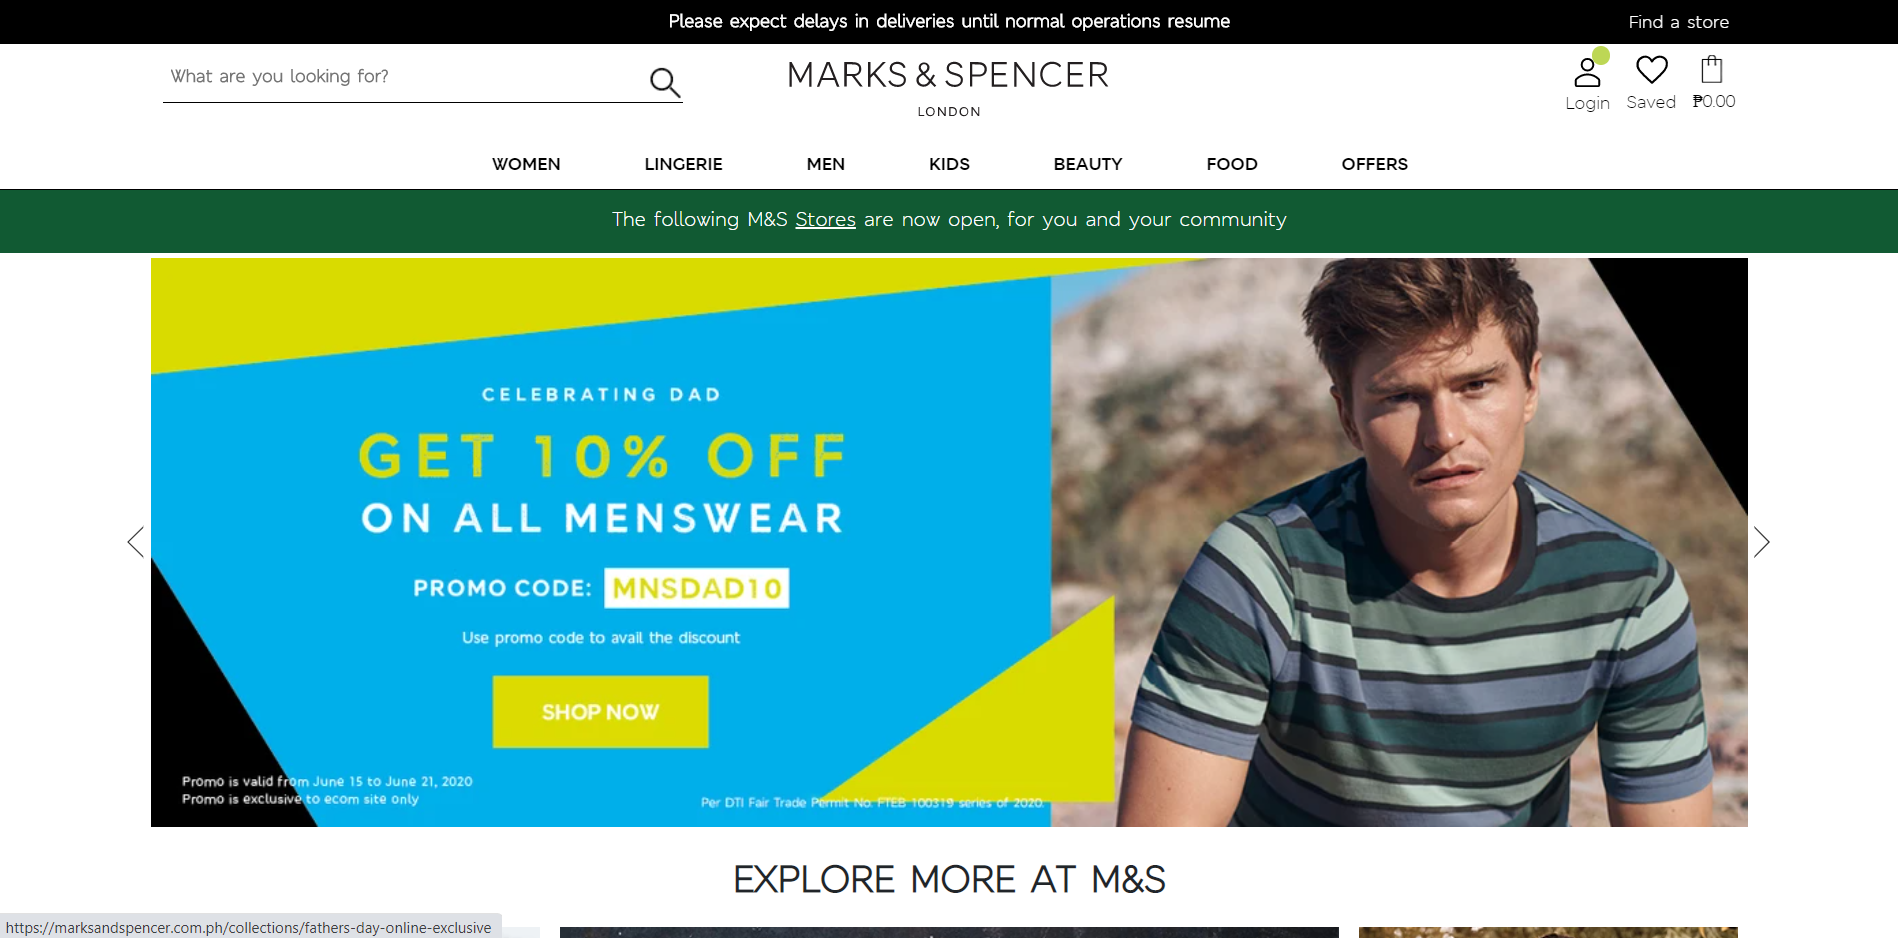 Please expect delays in deliveries until normal operations resume
Find a store
What are you looking for?
MARKS & SPENCER
LONDON
Login
Saved
₱0.00
WOMEN
LINGERIE
MEN
KIDS
BEAUTY
FOOD
OFFERS
The following M&S Stores are now open, for you and your community
CELEBRATING DAD
GET 10% OFF
ON ALL MENSWEAR
PROMO CODE: MNSDAD10
Use promo code to avail the discount
SHOP NOW
Promo is valid from June 15 to June 21, 2020
Promo is exclusive to ecom site only
Per DTI Fair Trade Permit No. FTEB 100319 series of 2020.
EXPLORE MORE AT M&S
https://marksandspencer.com.ph/collections/fathers-day-online-exclusive